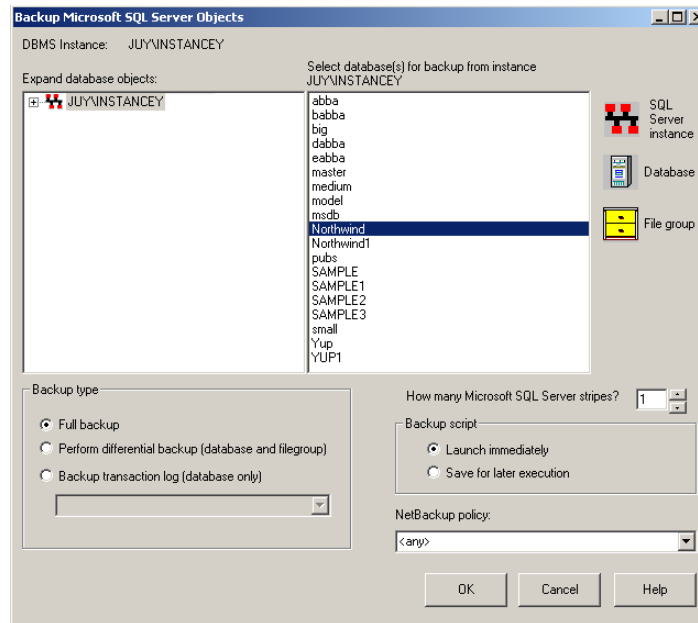 Backup Microsoft SQL Server Objects
DBMS Instance: JUY\INSTANCEY
Expand database objects:
Select database(s) for backup from instance
JUY\INSTANCEY
JUY\INSTANCEY
abba
babba
big
dabba
eabba
master
medium
model
msdb
Northwind
Northwind1
pubs
SAMPLE
SAMPLE1
SAMPLE2
SAMPLE3
small
Yup
YUP1
SQL
Server
instance
Database
File group
Backup type
Full backup
Perform differential backup (database and filegroup)
Backup transaction log (database only)
How many Microsoft SQL Server stripes? 1
Backup script
Launch immediately
Save for later execution
NetBackup policy:
<any>
OK Cancel Help